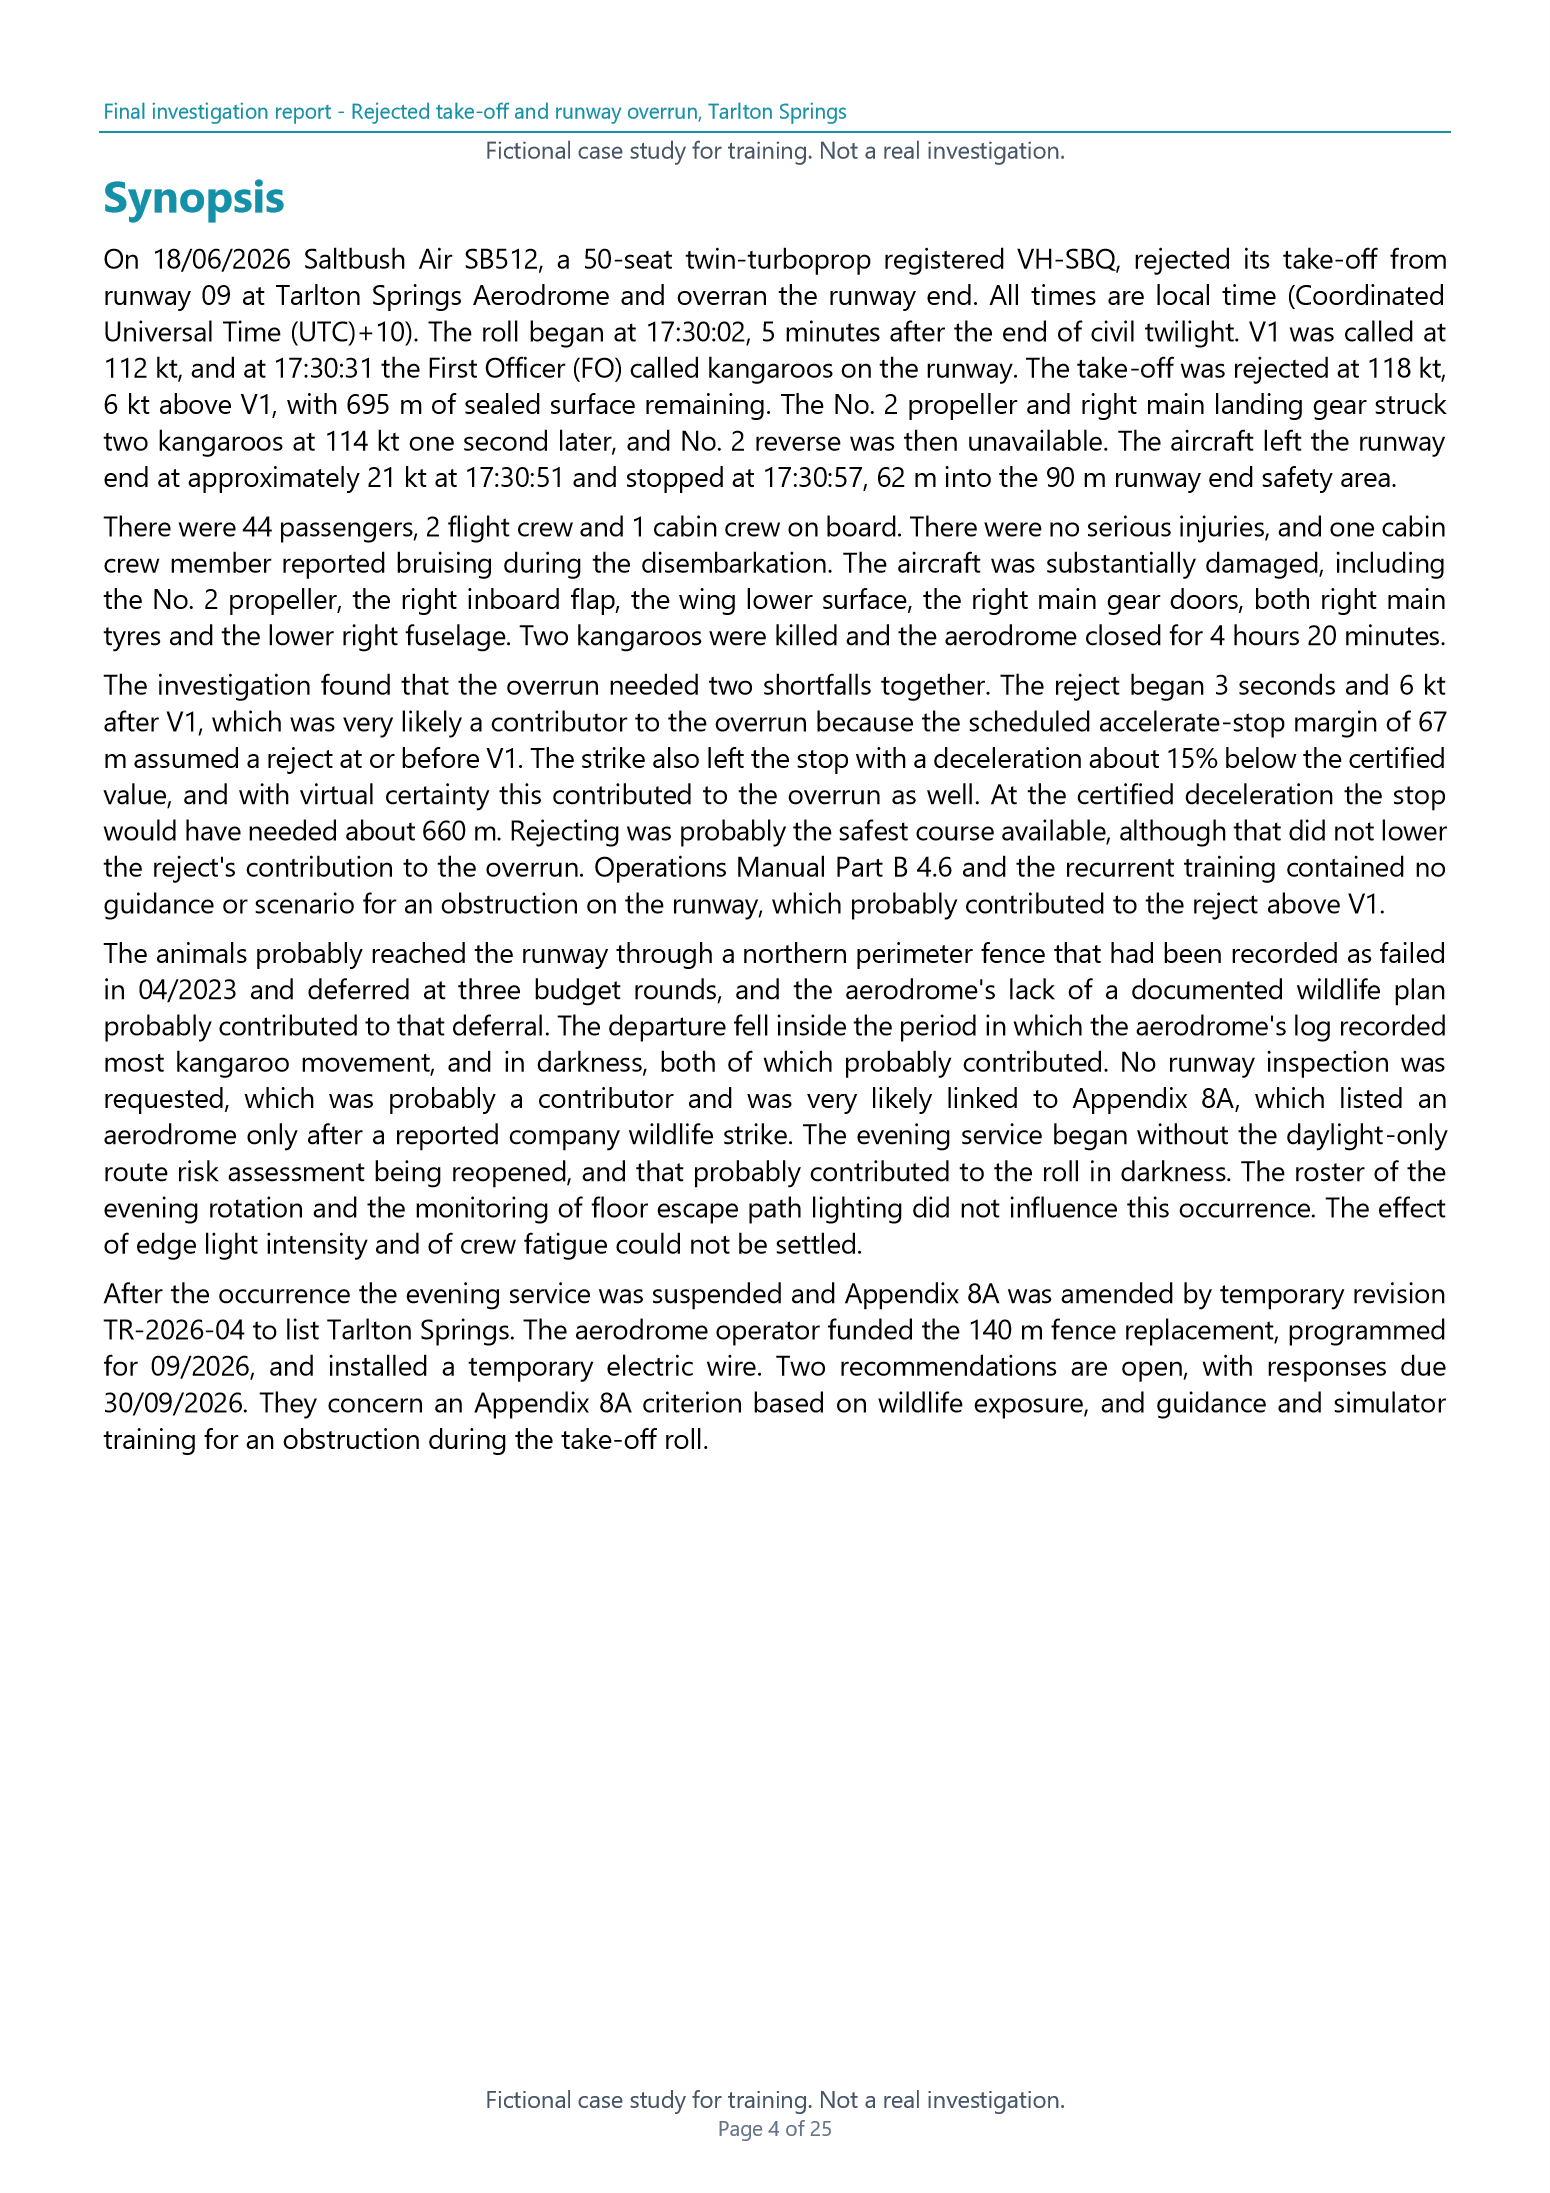 Final investigation report - Rejected take-off and runway overrun, Tarlton Springs
Fictional case study for training. Not a real investigation.
Synopsis
On 18/06/2026 Saltbush Air SB512, a 50-seat twin-turboprop registered VH-SBQ, rejected its take-off from
runway 09 at Tarlton Springs Aerodrome and overran the runway end. All times are local time (Coordinated
Universal Time (UTC)+10). The roll began at 17:30:02, 5 minutes after the end of civil twilight. V1 was called at
112 kt, and at 17:30:31 the First Officer (FO) called kangaroos on the runway. The take-off was rejected at 118 kt,
6 kt above V1, with 695 m of sealed surface remaining. The No. 2 propeller and right main landing gear struck
two kangaroos at 114 kt one second later, and No. 2 reverse was then unavailable. The aircraft left the runway
end at approximately 21 kt at 17:30:51 and stopped at 17:30:57, 62 m into the 90 m runway end safety area.
There were 44 passengers, 2 flight crew and 1 cabin crew on board. There were no serious injuries, and one cabin
crew member reported bruising during the disembarkation. The aircraft was substantially damaged, including
the No. 2 propeller, the right inboard flap, the wing lower surface, the right main gear doors, both right main
tyres and the lower right fuselage. Two kangaroos were killed and the aerodrome closed for 4 hours 20 minutes.
The investigation found that the overrun needed two shortfalls together. The reject began 3 seconds and 6 kt
after V1, which was very likely a contributor to the overrun because the scheduled accelerate-stop margin of 67
m assumed a reject at or before V1. The strike also left the stop with a deceleration about 15% below the certified
value, and with virtual certainty this contributed to the overrun as well. At the certified deceleration the stop
would have needed about 660 m. Rejecting was probably the safest course available, although that did not lower
the reject's contribution to the overrun. Operations Manual Part B 4.6 and the recurrent training contained no
guidance or scenario for an obstruction on the runway, which probably contributed to the reject above V1.
The animals probably reached the runway through a northern perimeter fence that had been recorded as failed
in 04/2023 and deferred at three budget rounds, and the aerodrome's lack of a documented wildlife plan
probably contributed to that deferral. The departure fell inside the period in which the aerodrome's log recorded
most kangaroo movement, and in darkness, both of which probably contributed. No runway inspection was
requested, which was probably a contributor and was very likely linked to Appendix 8A, which listed an
aerodrome only after a reported company wildlife strike. The evening service began without the daylight-only
route risk assessment being reopened, and that probably contributed to the roll in darkness. The roster of the
evening rotation and the monitoring of floor escape path lighting did not influence this occurrence. The effect
of edge light intensity and of crew fatigue could not be settled.
After the occurrence the evening service was suspended and Appendix 8A was amended by temporary revision
TR-2026-04 to list Tarlton Springs. The aerodrome operator funded the 140 m fence replacement, programmed
for 09/2026, and installed a temporary electric wire. Two recommendations are open, with responses due
30/09/2026. They concern an Appendix 8A criterion based on wildlife exposure, and guidance and simulator
training for an obstruction during the take-off roll.
Fictional case study for training. Not a real investigation.
Page 4 of 25